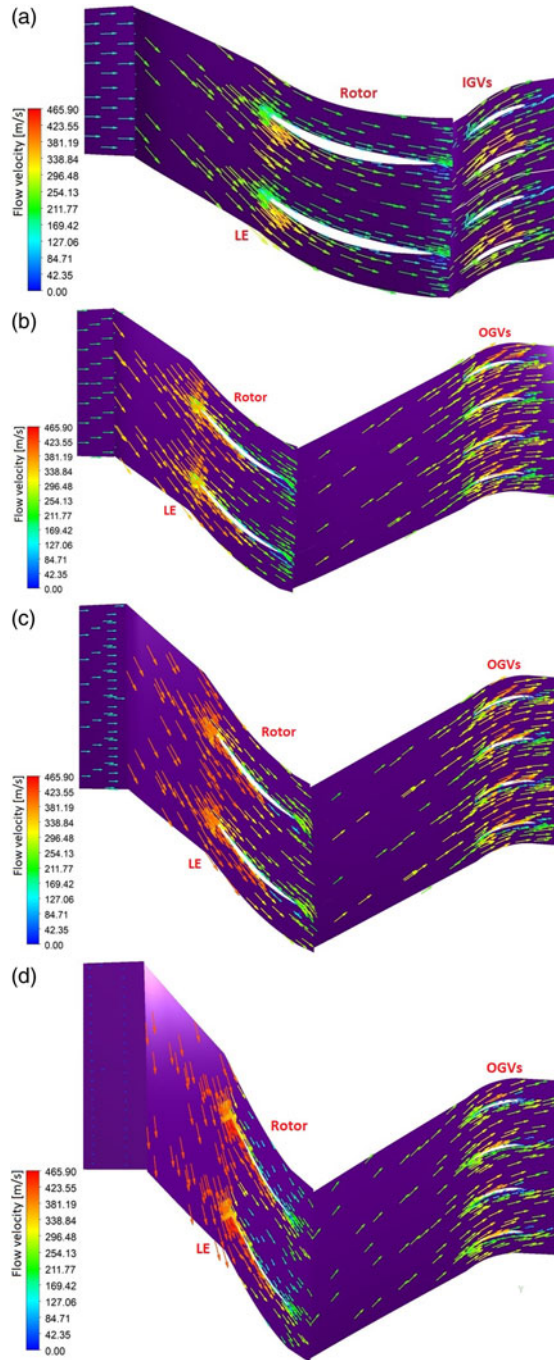 (a)
Rotor
IGVs
LE
Flow velocity [m/s]
465.90
423.55
381.19
338.84
296.48
254.13
211.77
169.42
127.06
84.71
42.35
0.00
(b)
OGVs
Rotor
LE
Flow velocity [m/s]
465.90
423.55
381.19
338.84
296.48
254.13
211.77
169.42
127.06
84.71
42.35
0.00
(c)
OGVs
Rotor
LE
Flow velocity [m/s]
465.90
423.55
381.19
338.84
296.48
254.13
211.77
169.42
127.06
84.71
42.35
0.00
(d)
OGVs
Rotor
LE
Flow velocity [m/s]
465.90
423.55
381.19
338.84
296.48
254.13
211.77
169.42
127.06
84.71
42.35
0.00
Y